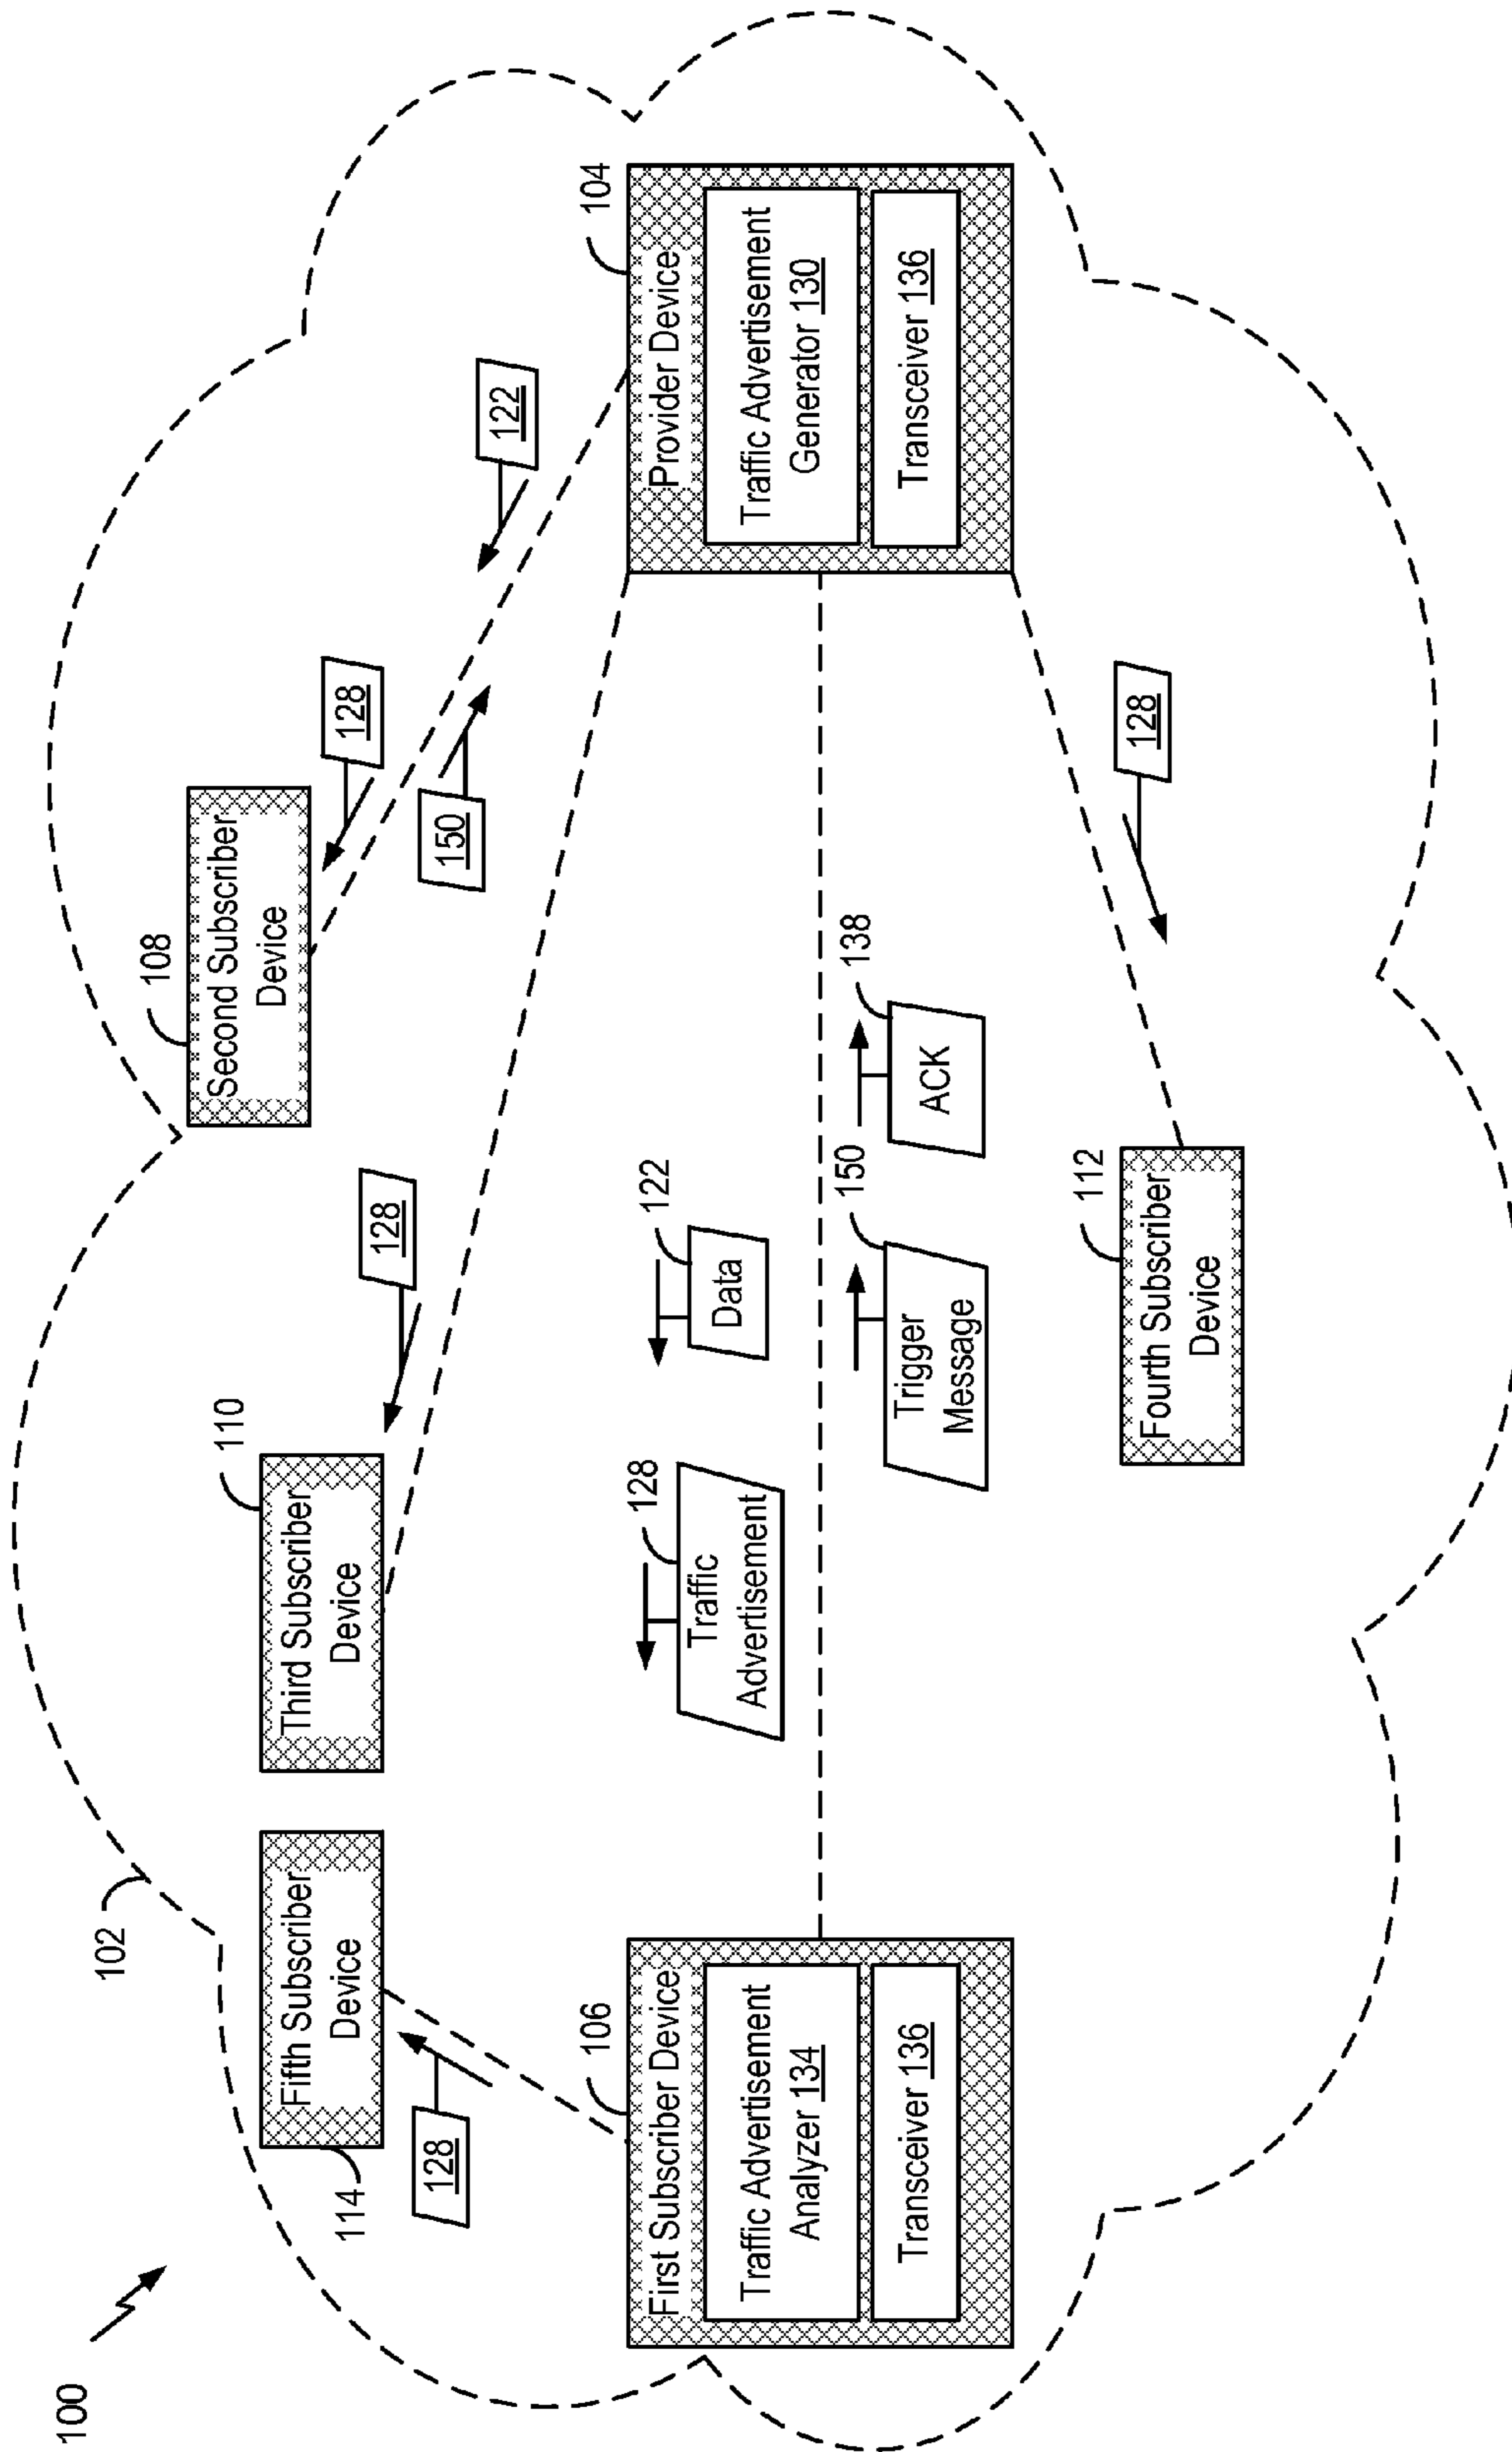 100
102
108
Second Subscriber
Device
128
150
122
110
Third Subscriber
Device
128
Fifth Subscriber
Device
114
128
104
Provider Device
Traffic Advertisement
Generator 130
Transceiver 136
106
First Subscriber Device
Traffic Advertisement
Analyzer 134
Transceiver 136
128
Traffic
Advertisement
122
Data
150
Trigger
Message
138
ACK
128
112
Fourth Subscriber
Device